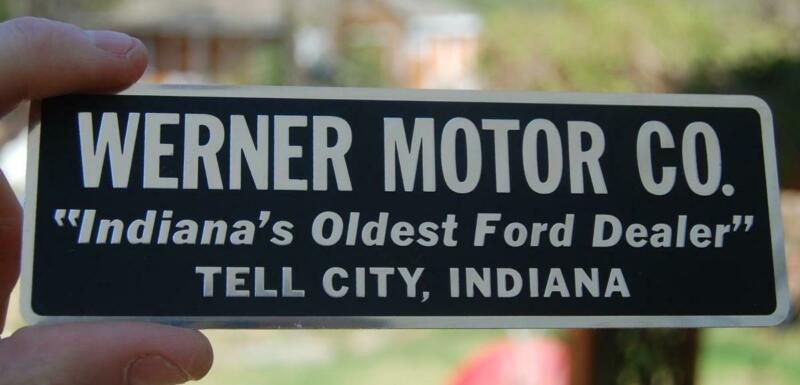 WERNER MOTOR CO.
"Indiana's Oldest Ford Dealer"
TELL CITY, INDIANA